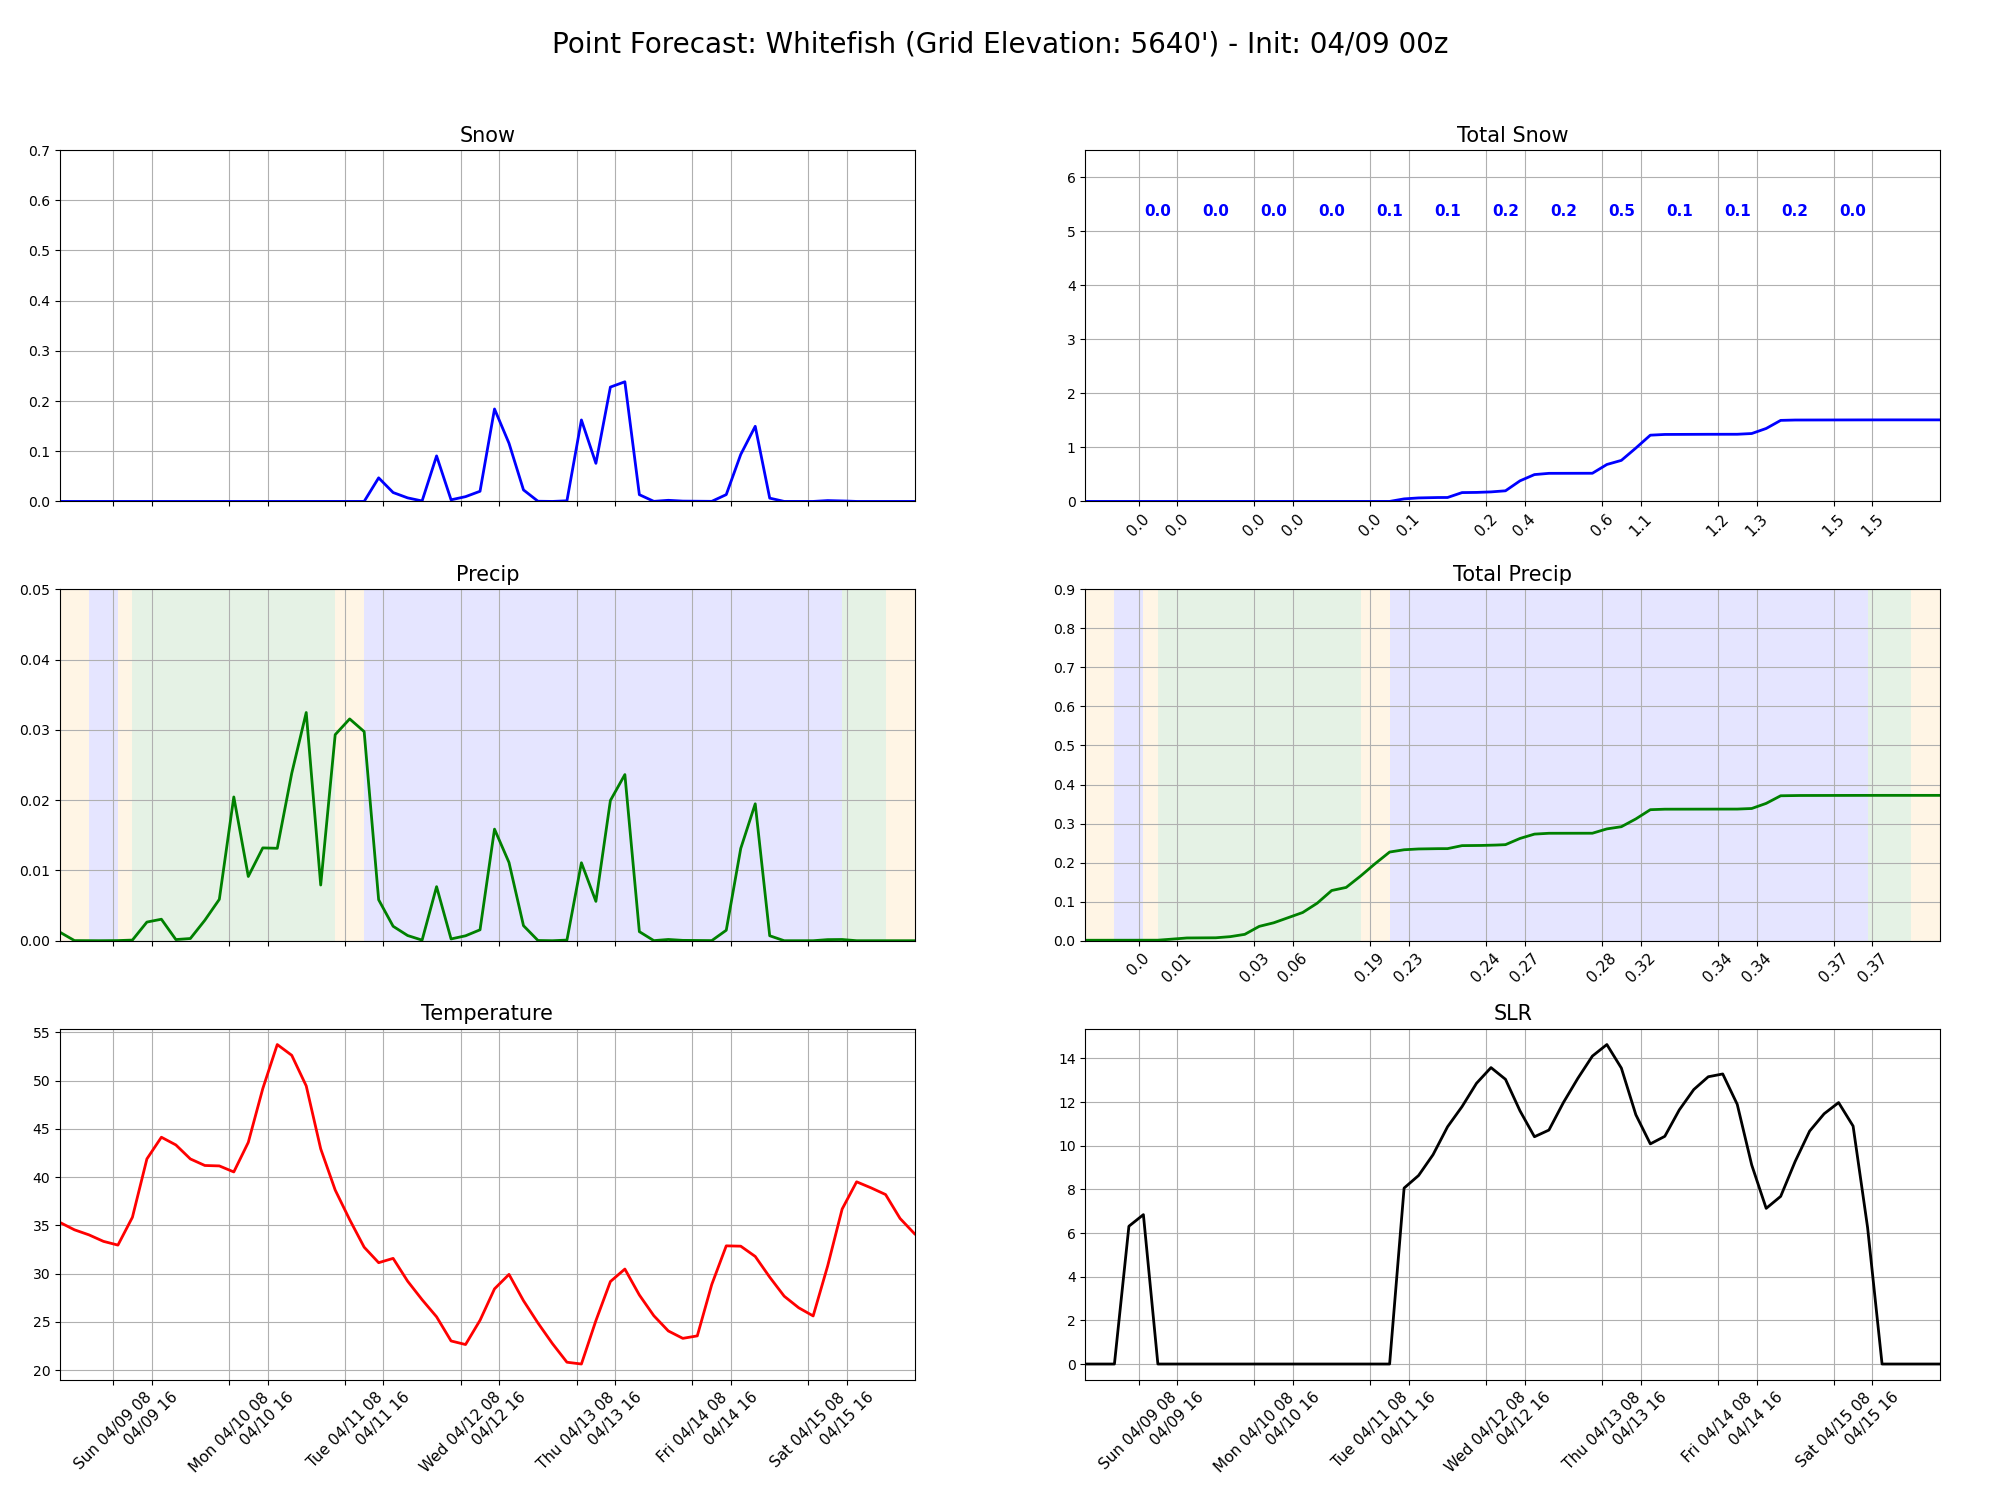 Point Forecast: Whitefish (Grid Elevation: 5640') - Init: 04/09 00z
Snow
0.7
0.6
0.5
0.4
0.3
0.2
0.1
0.0
Total Snow
6
5
4
3
2
1
0
0.0 0.0 0.0 0.0 0.1 0.1 0.2 0.2 0.5 0.1 0.1 0.2 0.0
0.0 0.0 0.0 0.0 0.0 0.1 0.2 0.4 0.6 1.1 1.2 1.3 1.5 1.5
Precip
0.05
0.04
0.03
0.02
0.01
0.00
Total Precip
0.9
0.8
0.7
0.6
0.5
0.4
0.3
0.2
0.1
0.0
0.0 0.01 0.03 0.06 0.19 0.23 0.24 0.27 0.28 0.32 0.34 0.34 0.37 0.37
Temperature
55
50
45
40
35
30
25
20
Sun 04/09 08
04/09 16
Mon 04/10 08
04/10 16
Tue 04/11 08
04/11 16
Wed 04/12 08
04/12 16
Thu 04/13 08
04/13 16
Fri 04/14 08
04/14 16
Sat 04/15 08
04/15 16
SLR
14
12
10
8
6
4
2
0
Sun 04/09 08
04/09 16
Mon 04/10 08
04/10 16
Tue 04/11 08
04/11 16
Wed 04/12 08
04/12 16
Thu 04/13 08
04/13 16
Fri 04/14 08
04/14 16
Sat 04/15 08
04/15 16